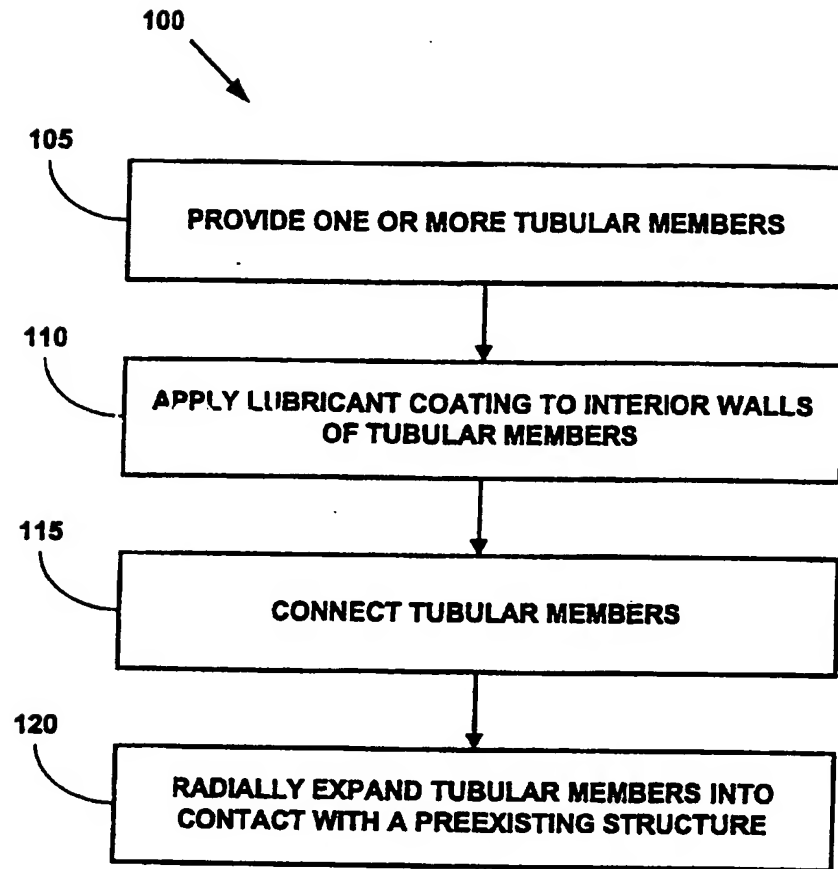 100
105
PROVIDE ONE OR MORE TUBULAR MEMBERS
110
APPLY LUBRICANT COATING TO INTERIOR WALLS
OF TUBULAR MEMBERS
115
CONNECT TUBULAR MEMBERS
120
RADIALLY EXPAND TUBULAR MEMBERS INTO
CONTACT WITH A PREEXISTING STRUCTURE